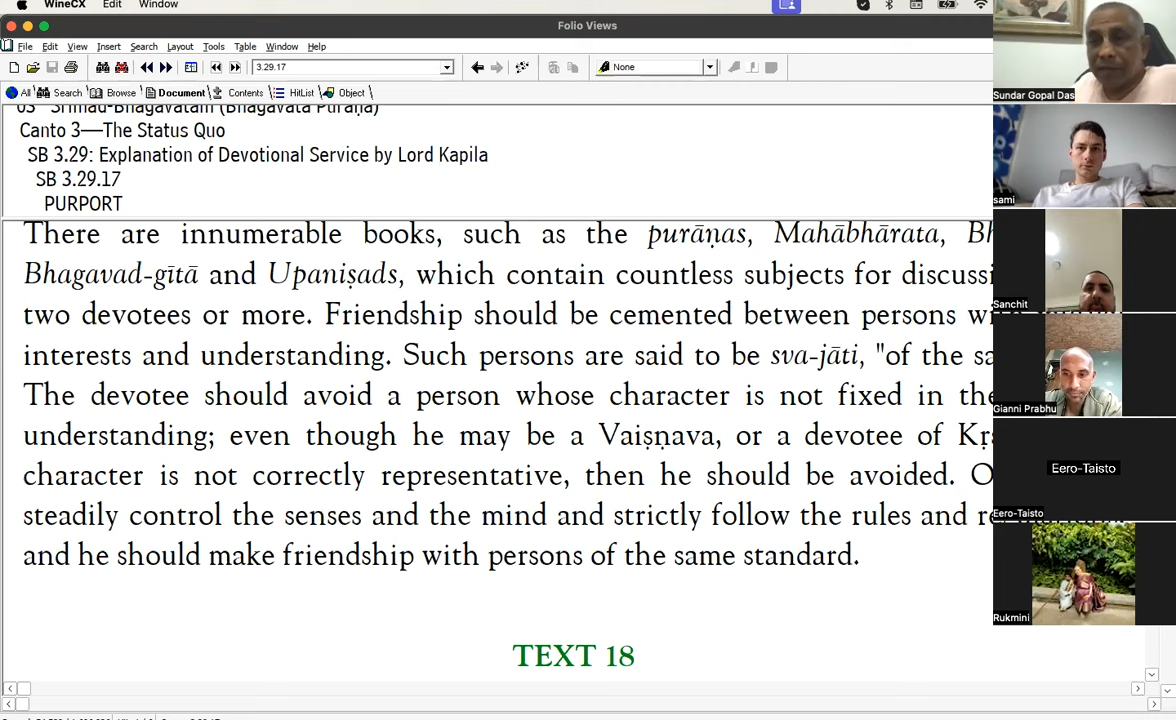 WineCX Edit Window
Folio Views
File Edit View Insert Search Layout Tools Table Window Help
3.29.17 None
All Search Browse Document Contents HitList Object
03 Srimad-Bhagavatam (Bhagavata Purāṇa)
Canto 3—The Status Quo
SB 3.29: Explanation of Devotional Service by Lord Kapila
SB 3.29.17
PURPORT
There are innumerable books, such as the purāṇas, Mahābhārata,
Bhagavad-gītā and Upaniṣads, which contain countless subjects for
two devotees or more. Friendship should be cemented between persons
interests and understanding. Such persons are said to be sva-jāti, "of the
The devotee should avoid a person whose character is not fixed in
understanding; even though he may be a Vaiṣṇava, or a devotee of
character is not correctly representative, then he should be avoided.
steadily control the senses and the mind and strictly follow the rules and
and he should make friendship with persons of the same standard.
TEXT 18
Sundar Gopal Das
sami
Sanchit
Gianni Prabhu
Eero-Taisto
Eero-Taisto
Rukmini